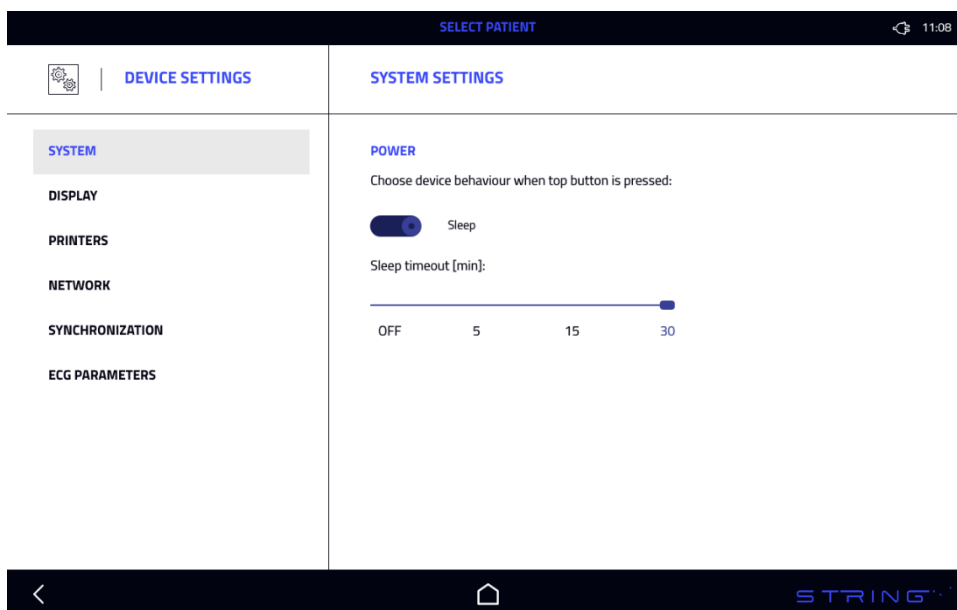 SELECT PATIENT
11:08
DEVICE SETTINGS
SYSTEM SETTINGS
SYSTEM
DISPLAY
PRINTERS
NETWORK
SYNCHRONIZATION
ECG PARAMETERS
POWER
Choose device behaviour when top button is pressed:
Sleep
Sleep timeout [min]:
OFF 5 15 30
STRING